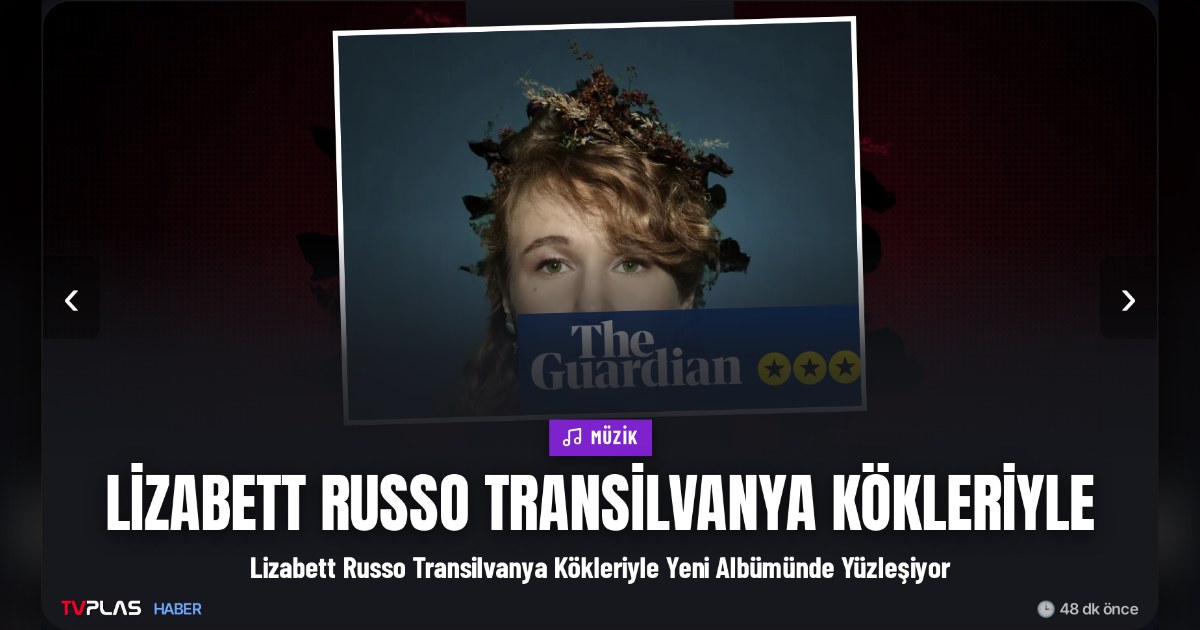 The
Guardian
MÜZİK
LİZABETT RUSSO TRANSİLVANYA KÖKLERİYLE
Lizabett Russo Transilvanya Kökleriyle Yeni Albümünde Yüzleşiyor
TVPLAS HABER
48 dk önce